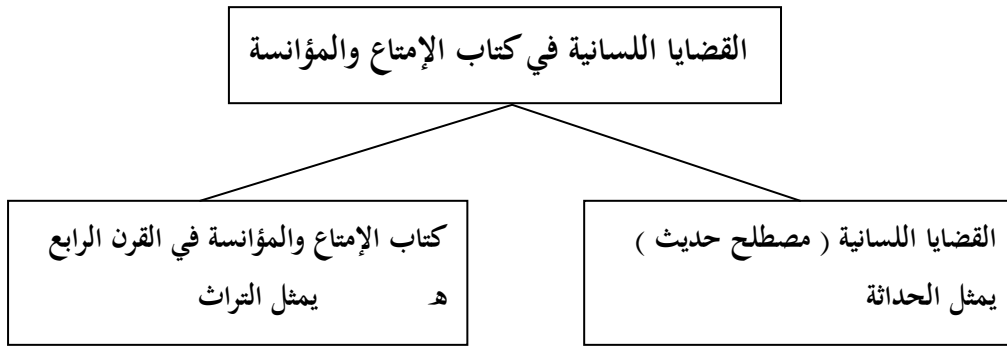 القضايا اللسانية في كتاب الإمتاع والمؤانسة
القضايا اللسانية ( مصطلح حديث )
يمثل الحداثة
كتاب الإمتاع والمؤانسة في القرن الرابع
هـ يمثل التراث